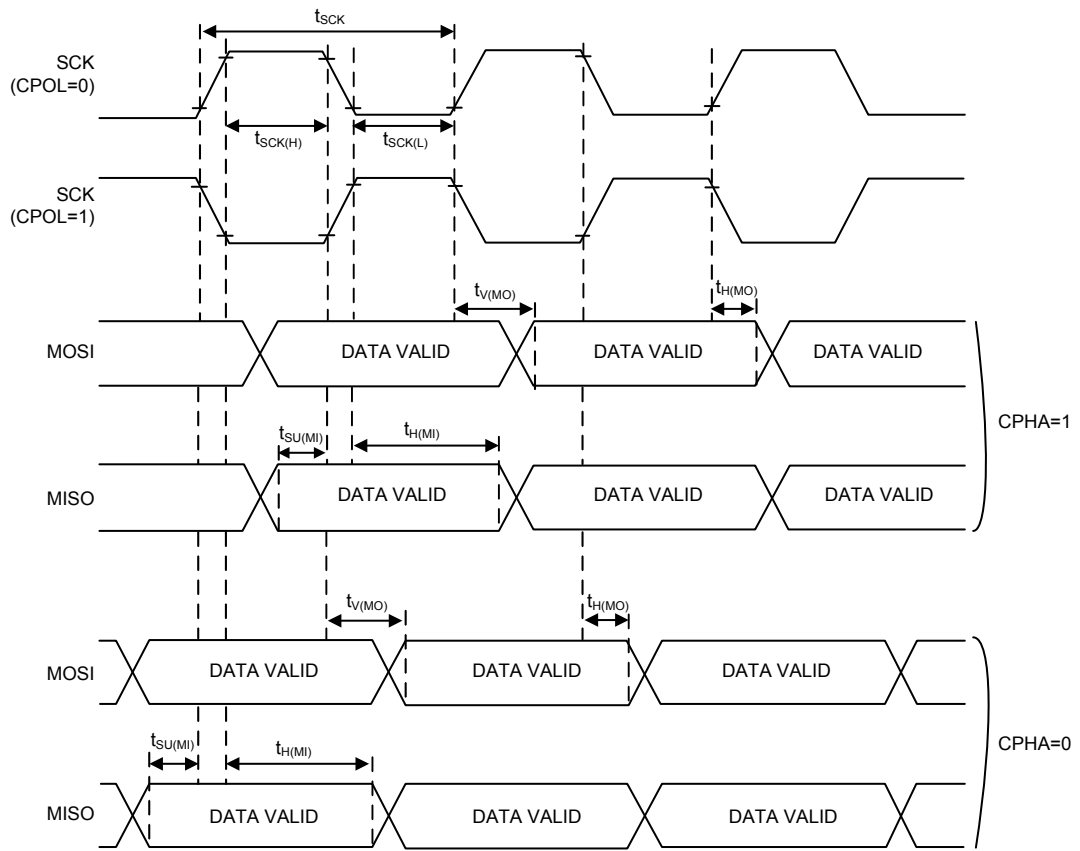 tSCK
SCK
(CPOL=0)
tSCK(H)
tSCK(L)
SCK
(CPOL=1)
tV(MO)
tH(MO)
MOSI
DATA VALID
DATA VALID
DATA VALID
CPHA=1
tSU(MI)
tH(MI)
MISO
DATA VALID
DATA VALID
DATA VALID
tV(MO)
tH(MO)
MOSI
DATA VALID
DATA VALID
DATA VALID
CPHA=0
tSU(MI)
tH(MI)
MISO
DATA VALID
DATA VALID
DATA VALID